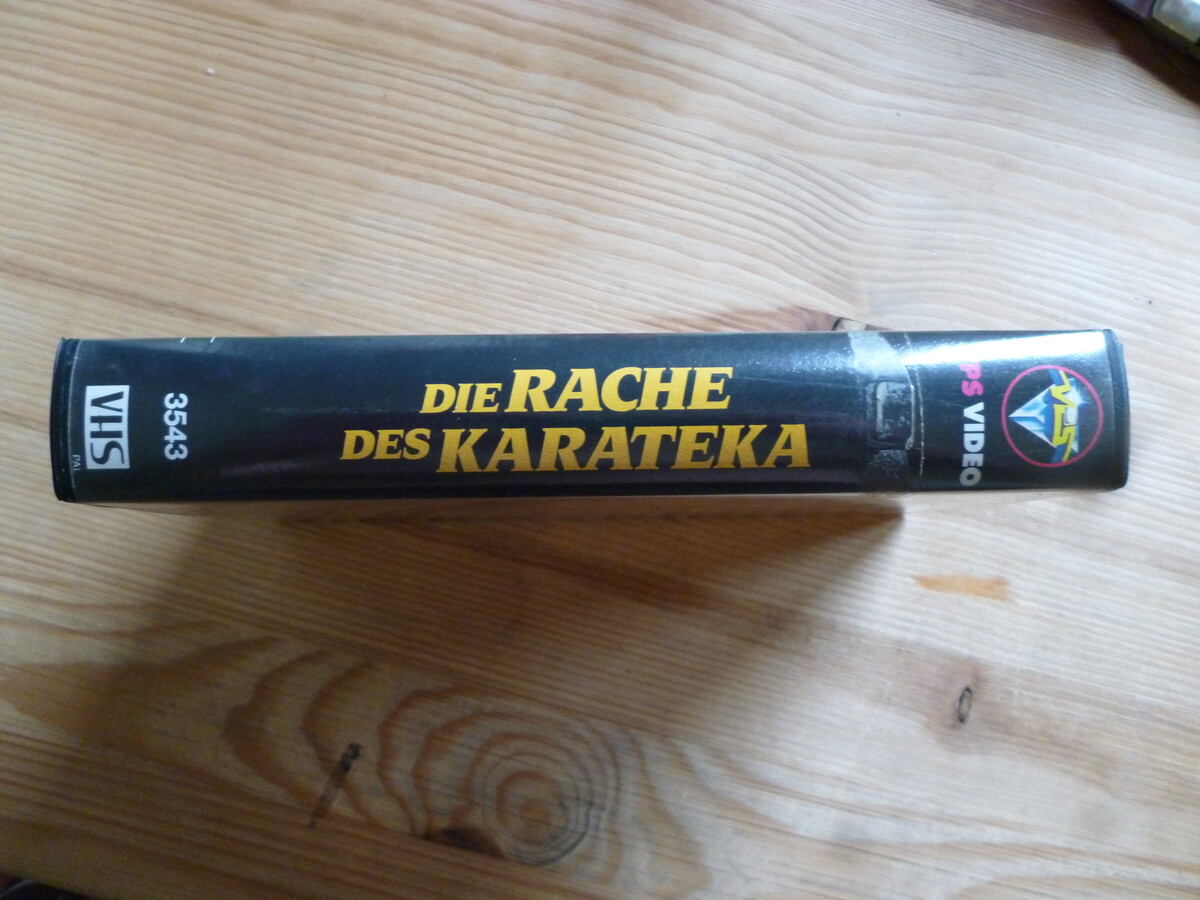 VHS
PAL
3543
DIE RACHE
DES KARATEKA
VPS VIDEO
VPS